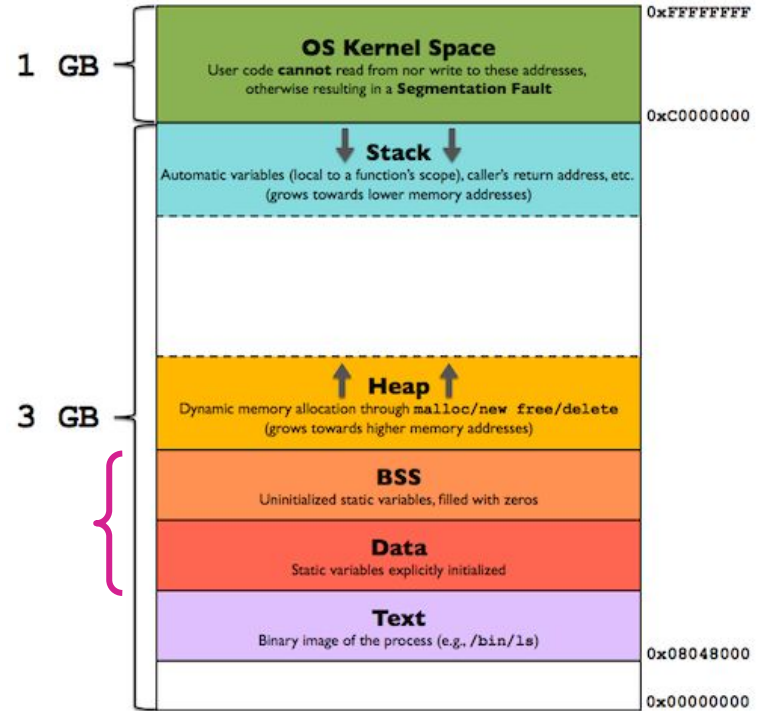 0xFFFFFFFF
OS Kernel Space
1 GB
User code cannot read from nor write to these addresses,
otherwise resulting in a Segmentation Fault
0xC0000000
Stack
Automatic variables (local to a function's scope), caller's return address, etc.
(grows towards lower memory addresses)
Heap
3 GB
Dynamic memory allocation through malloc/new free/delete
(grows towards higher memory addresses)
BSS
Uninitialized static variables, filled with zeros
Data
Static variables explicitly initialized
Text
Binary image of the process (e.g., /bin/ls)
0x08048000
0x00000000